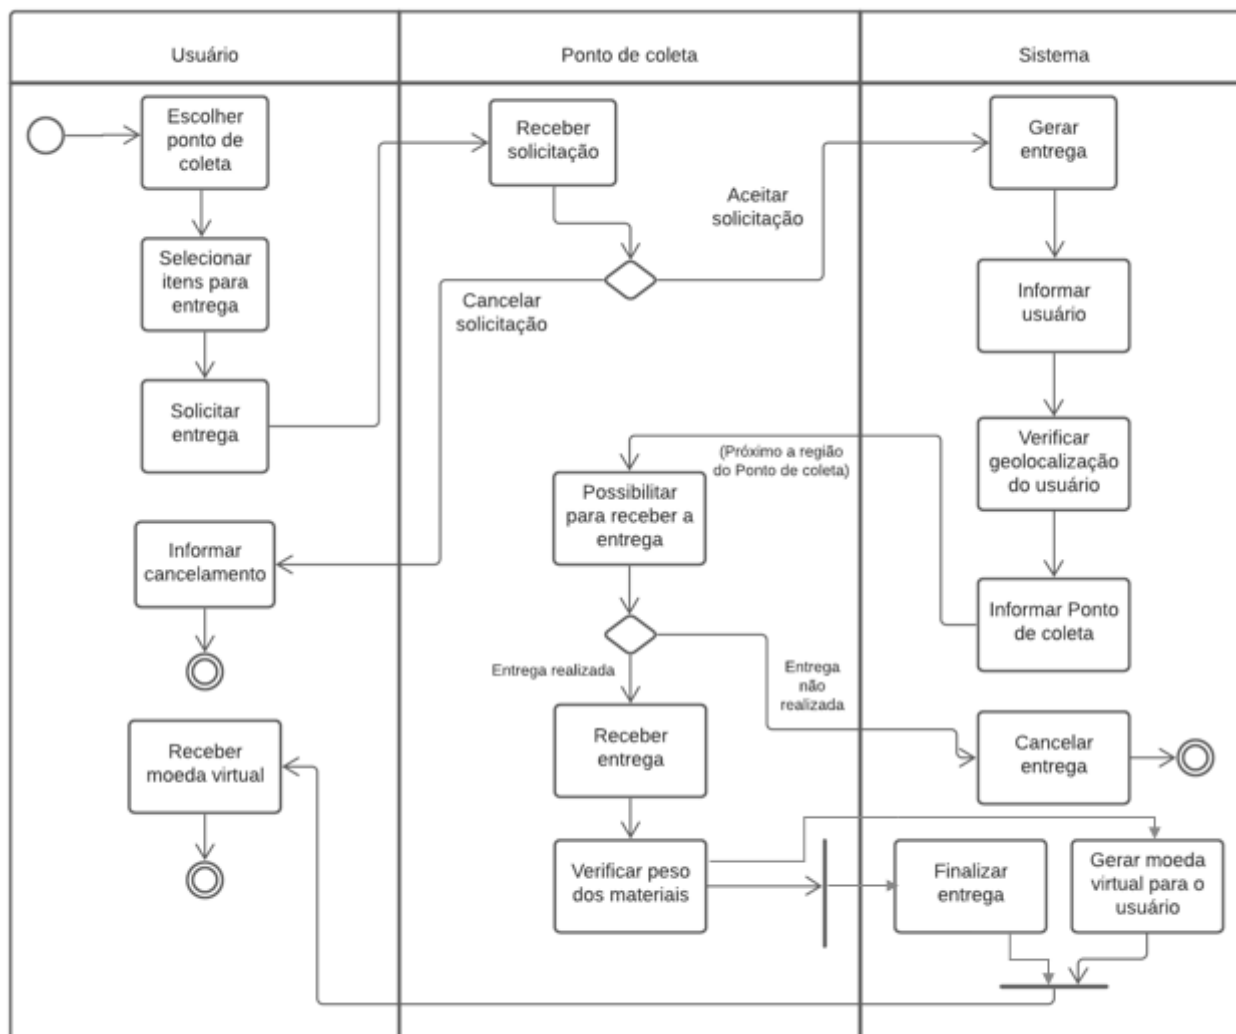 Usuário
Ponto de coleta
Sistema
Escolher
ponto de
coleta
Selecionar
itens para
entrega
Solicitar
entrega
Informar
cancelamento
Receber
moeda virtual
Receber
solicitação
Aceitar
solicitação
Cancelar
solicitação
(Próximo a região
do Ponto de coleta)
Possibilitar
para receber a
entrega
Entrega realizada
Entrega
não
realizada
Receber
entrega
Verificar peso
dos materiais
Gerar
entrega
Informar
usuário
Verificar
geolocalização
do usuário
Informar Ponto
de coleta
Cancelar
entrega
Finalizar
entrega
Gerar moeda
virtual para o
usuário